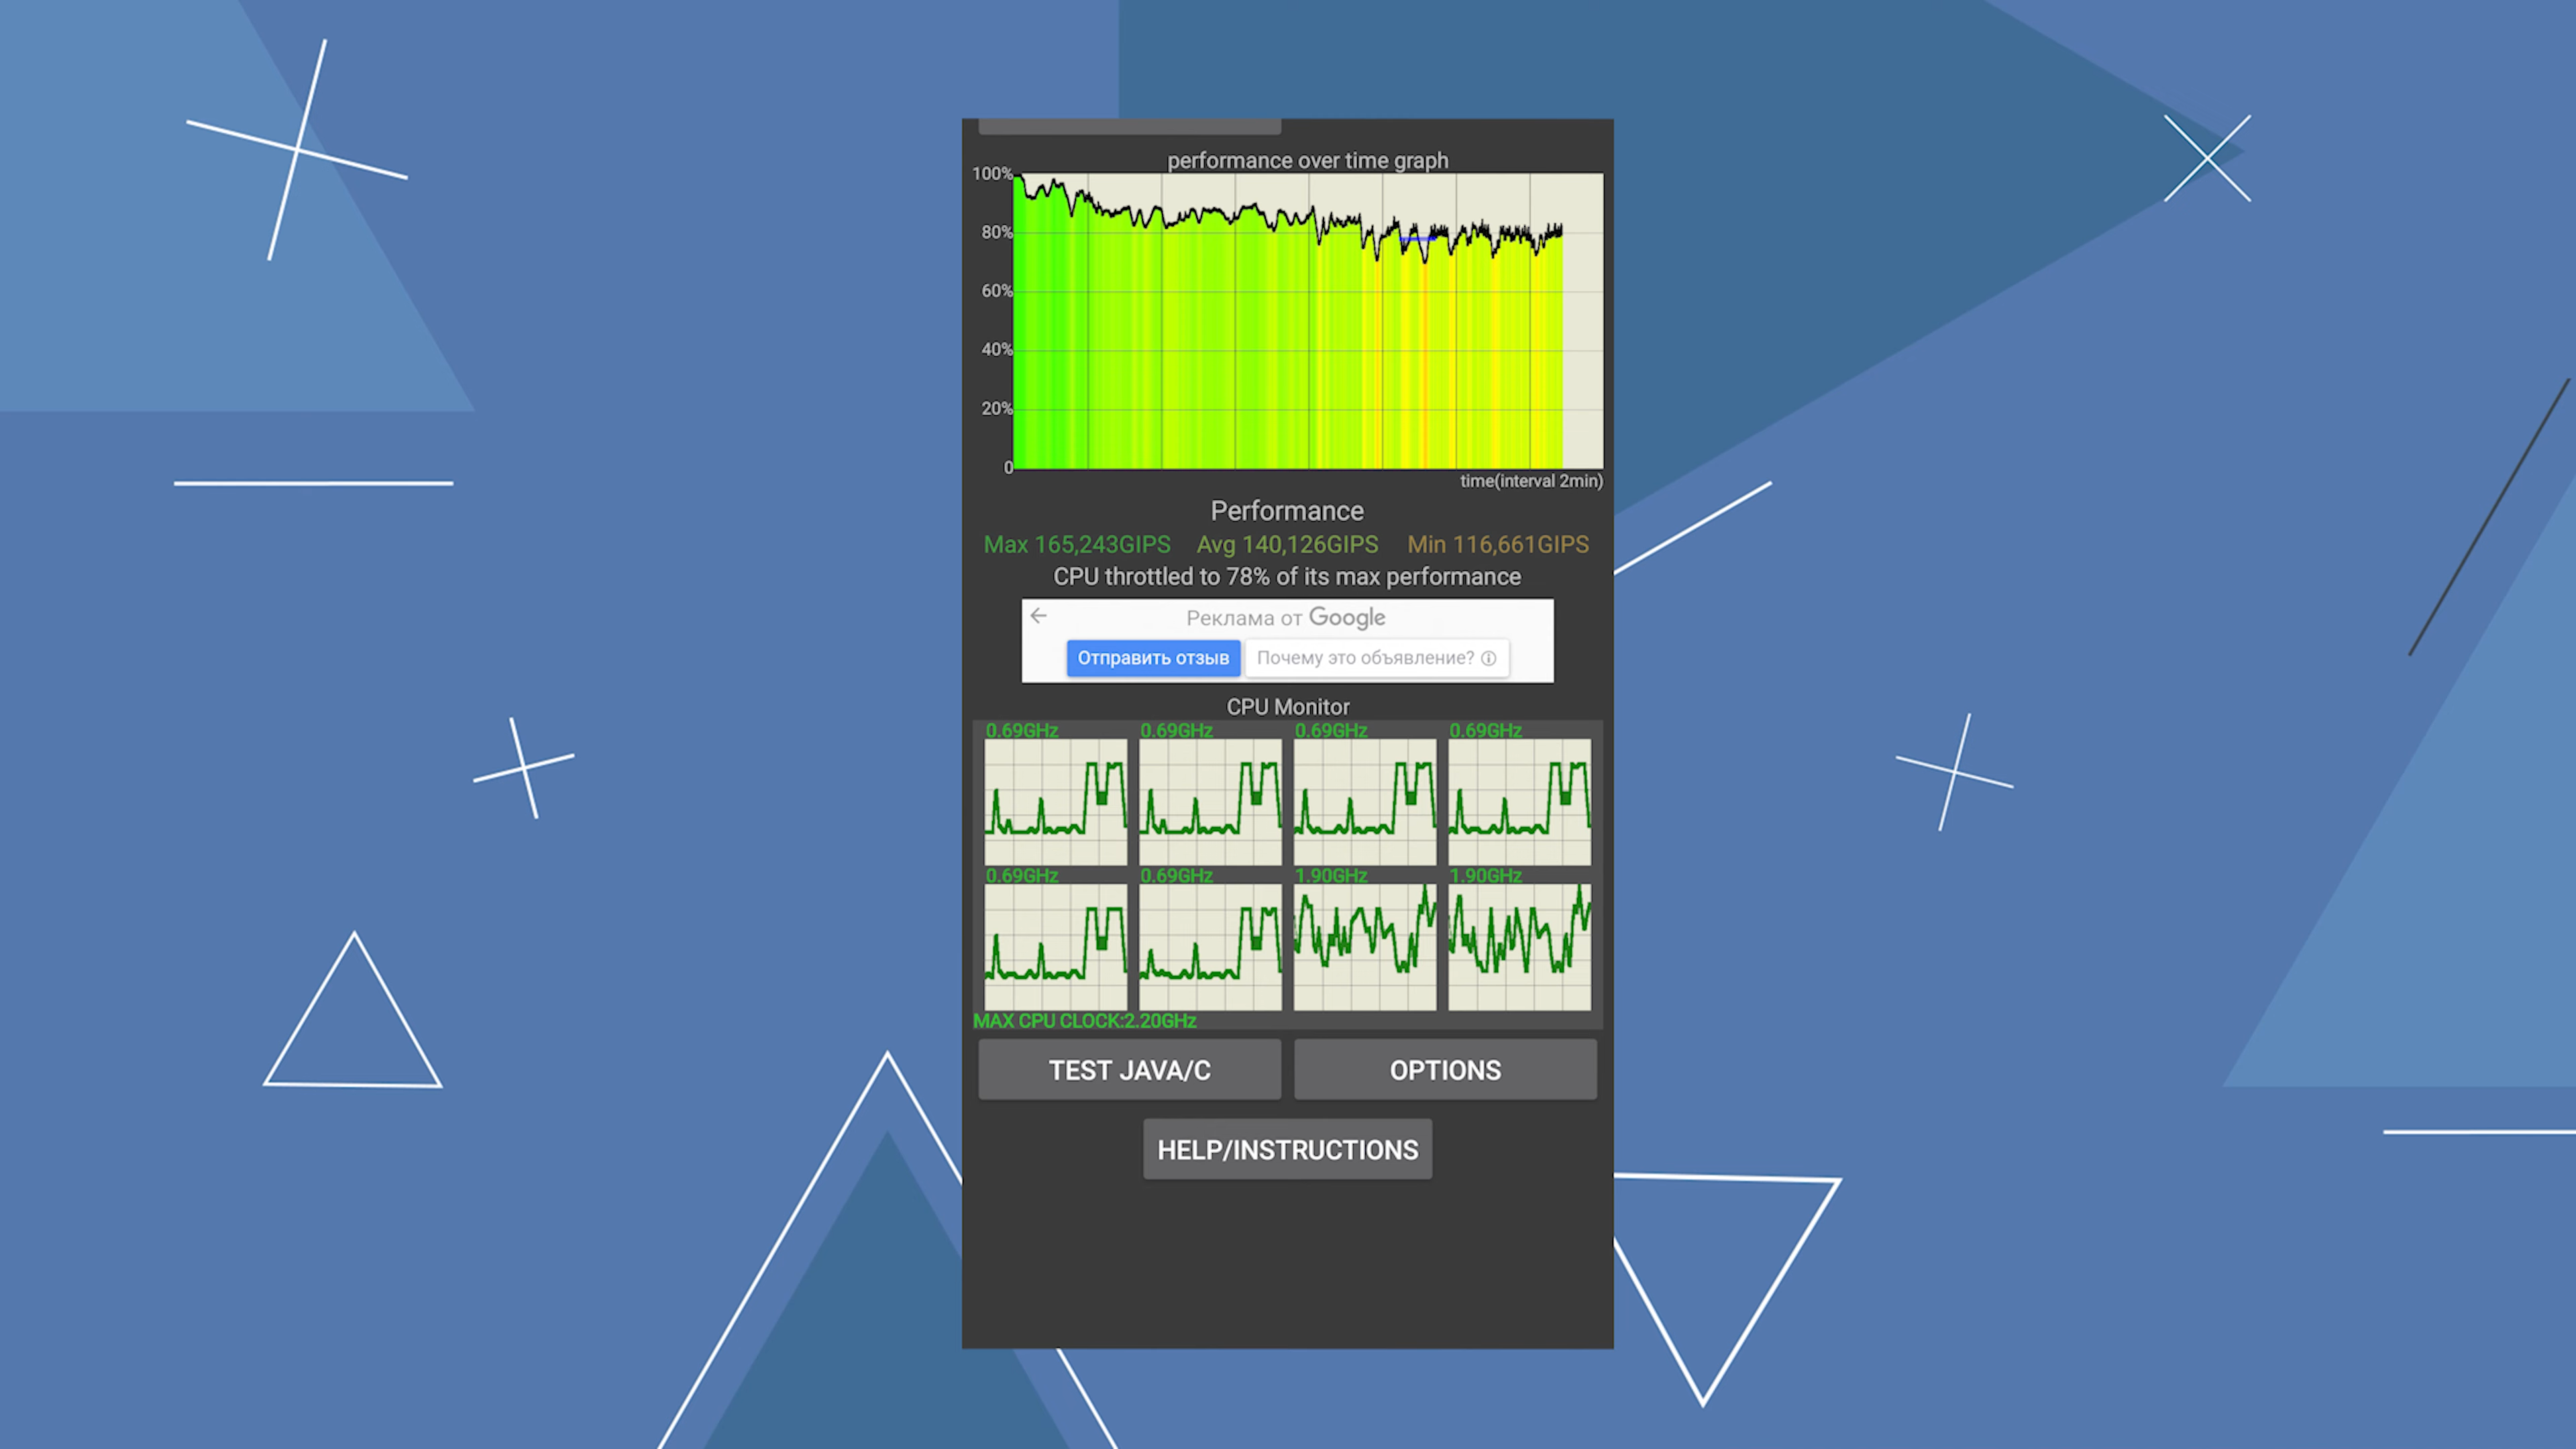 performance over time graph
100%
80%
60%
40%
20%
0
time(interval 2min)
Performance
Max 165,243GIPS Avg 140,126GIPS Min 116,661GIPS
CPU throttled to 78% of its max performance
Реклама от Google
Отправить отзыв Почему это объявление?
CPU Monitor
0.69GHz 0.69GHz 0.69GHz 0.69GHz
0.69GHz 0.69GHz 1.90GHz 1.90GHz
MAX CPU CLOCK:2.20GHz
TEST JAVA/C OPTIONS
HELP/INSTRUCTIONS